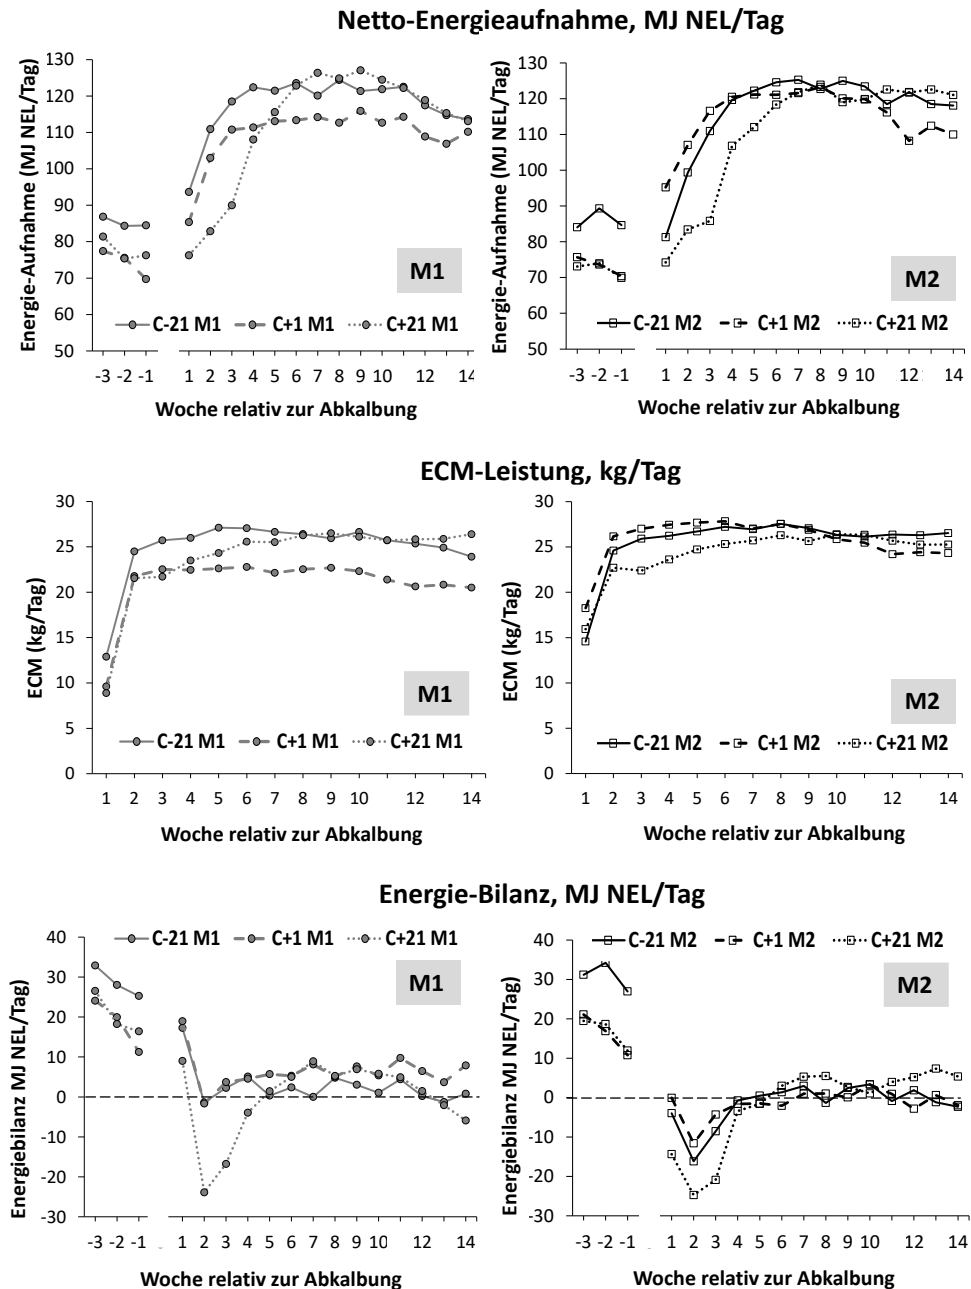 Netto-Energieaufnahme, MJ NEL/Tag
Energie-Aufnahme (MJ NEL/Tag)
130
120
110
100
90
80
70
60
50
M1
C-21 M1 C+1 M1 C+21 M1
-3 -2 -1 1 2 3 4 5 6 7 8 9 10 12 14
Woche relativ zur Abkalbung
Energie-Aufnahme (MJ NEL/Tag)
130
120
110
100
90
80
70
60
50
M2
C-21 M2 C+1 M2 C+21 M2
-3 -2 -1 1 2 3 4 5 6 7 8 9 10 12 14
Woche relativ zur Abkalbung
ECM-Leistung, kg/Tag
ECM (kg/Tag)
30
25
20
15
10
5
0
M1
C-21 M1 C+1 M1 C+21 M1
1 2 3 4 5 6 7 8 9 10 12 14
Woche relativ zur Abkalbung
ECM (kg/Tag)
30
25
20
15
10
5
0
M2
C-21 M2 C+1 M2 C+21 M2
1 2 3 4 5 6 7 8 9 10 12 14
Woche relativ zur Abkalbung
Energie-Bilanz, MJ NEL/Tag
Energiebilanz MJ NEL/Tag)
C-21 M1 C+1 M1 C+21 M1
40
30
20
10
0
-10
-20
-30
M1
-3 -2 -1 1 2 3 4 5 6 7 8 9 10 12 14
Woche relativ zur Abkalbung
Energiebilanz MJ NEL/Tag)
C-21 M2 C+1 M2 C+21 M2
40
30
20
10
0
-10
-20
-30
M2
-3 -2 -1 1 2 3 4 5 6 7 8 9 10 12 14
Woche relativ zur Abkalbung